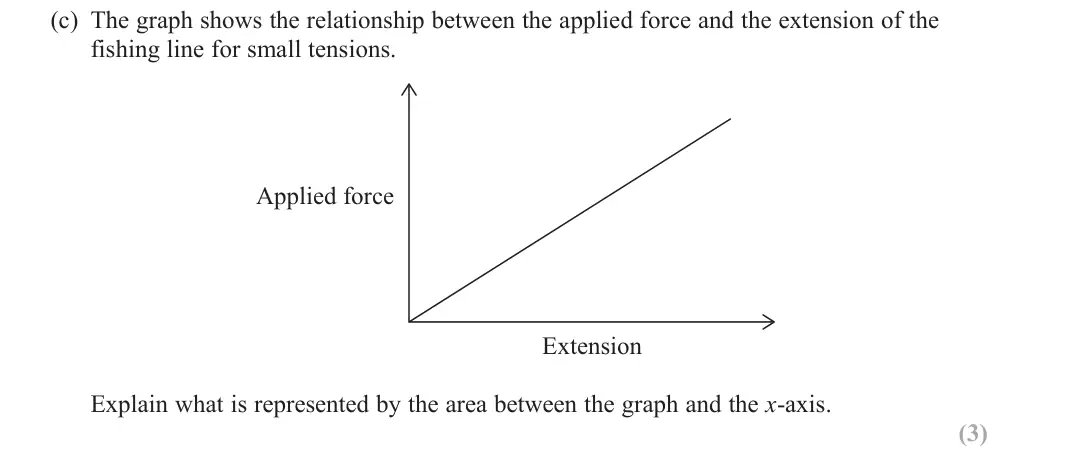 (c) The graph shows the relationship between the applied force and the extension of the
fishing line for small tensions.
Applied force
Extension
Explain what is represented by the area between the graph and the x-axis.
(3)